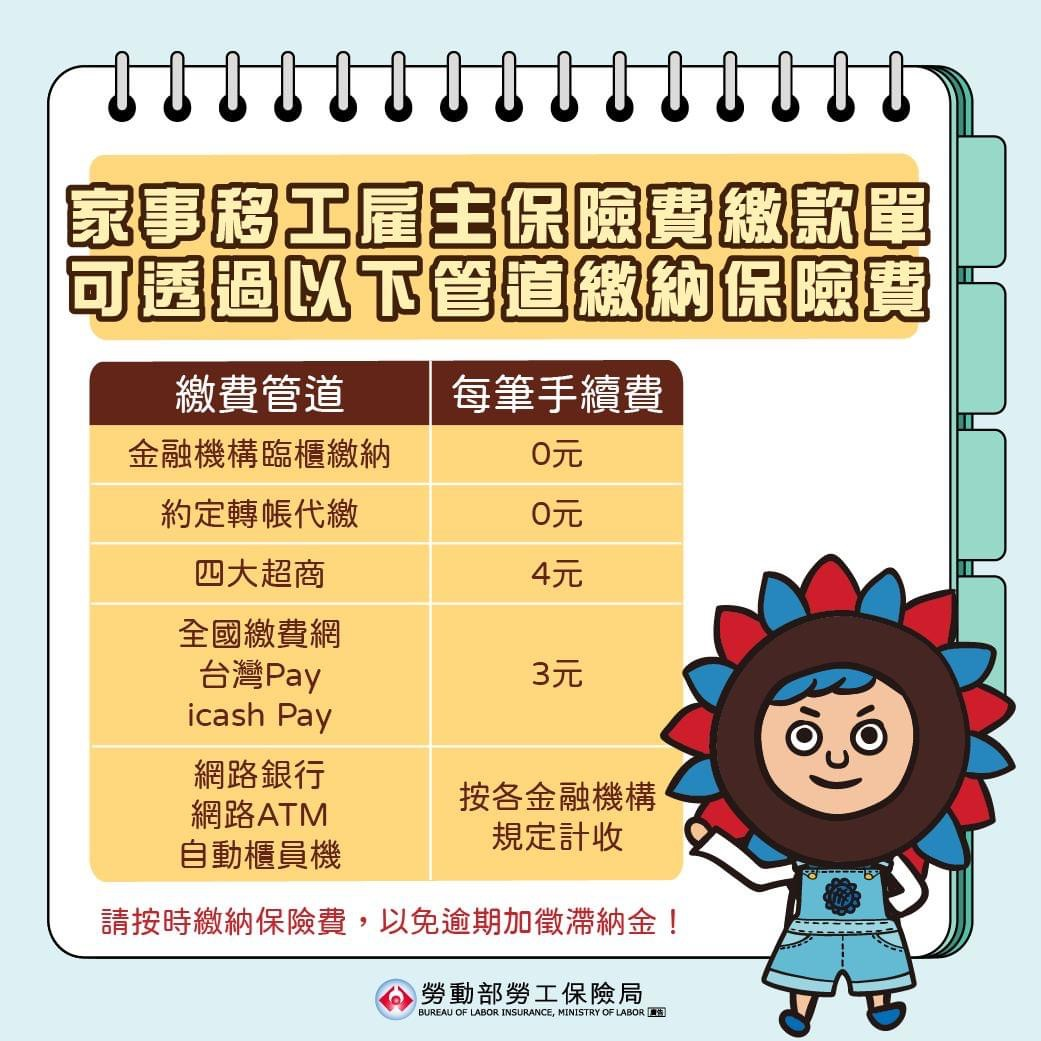 家事移工雇主保險費繳款單
可透過以下管道繳納保險費
繳費管道 每筆手續費
金融機構臨櫃繳納 0元
約定轉帳代繳 0元
四大超商 4元
全國繳費網
台灣Pay 3元
icash Pay
網路銀行
網路ATM
自動櫃員機
按各金融機構
規定計收
請按時繳納保險費，以免逾期加徵滯納金！
勞動部勞工保險局
BUREAU OF LABOR INSURANCE, MINISTRY OF LABOR 廣告